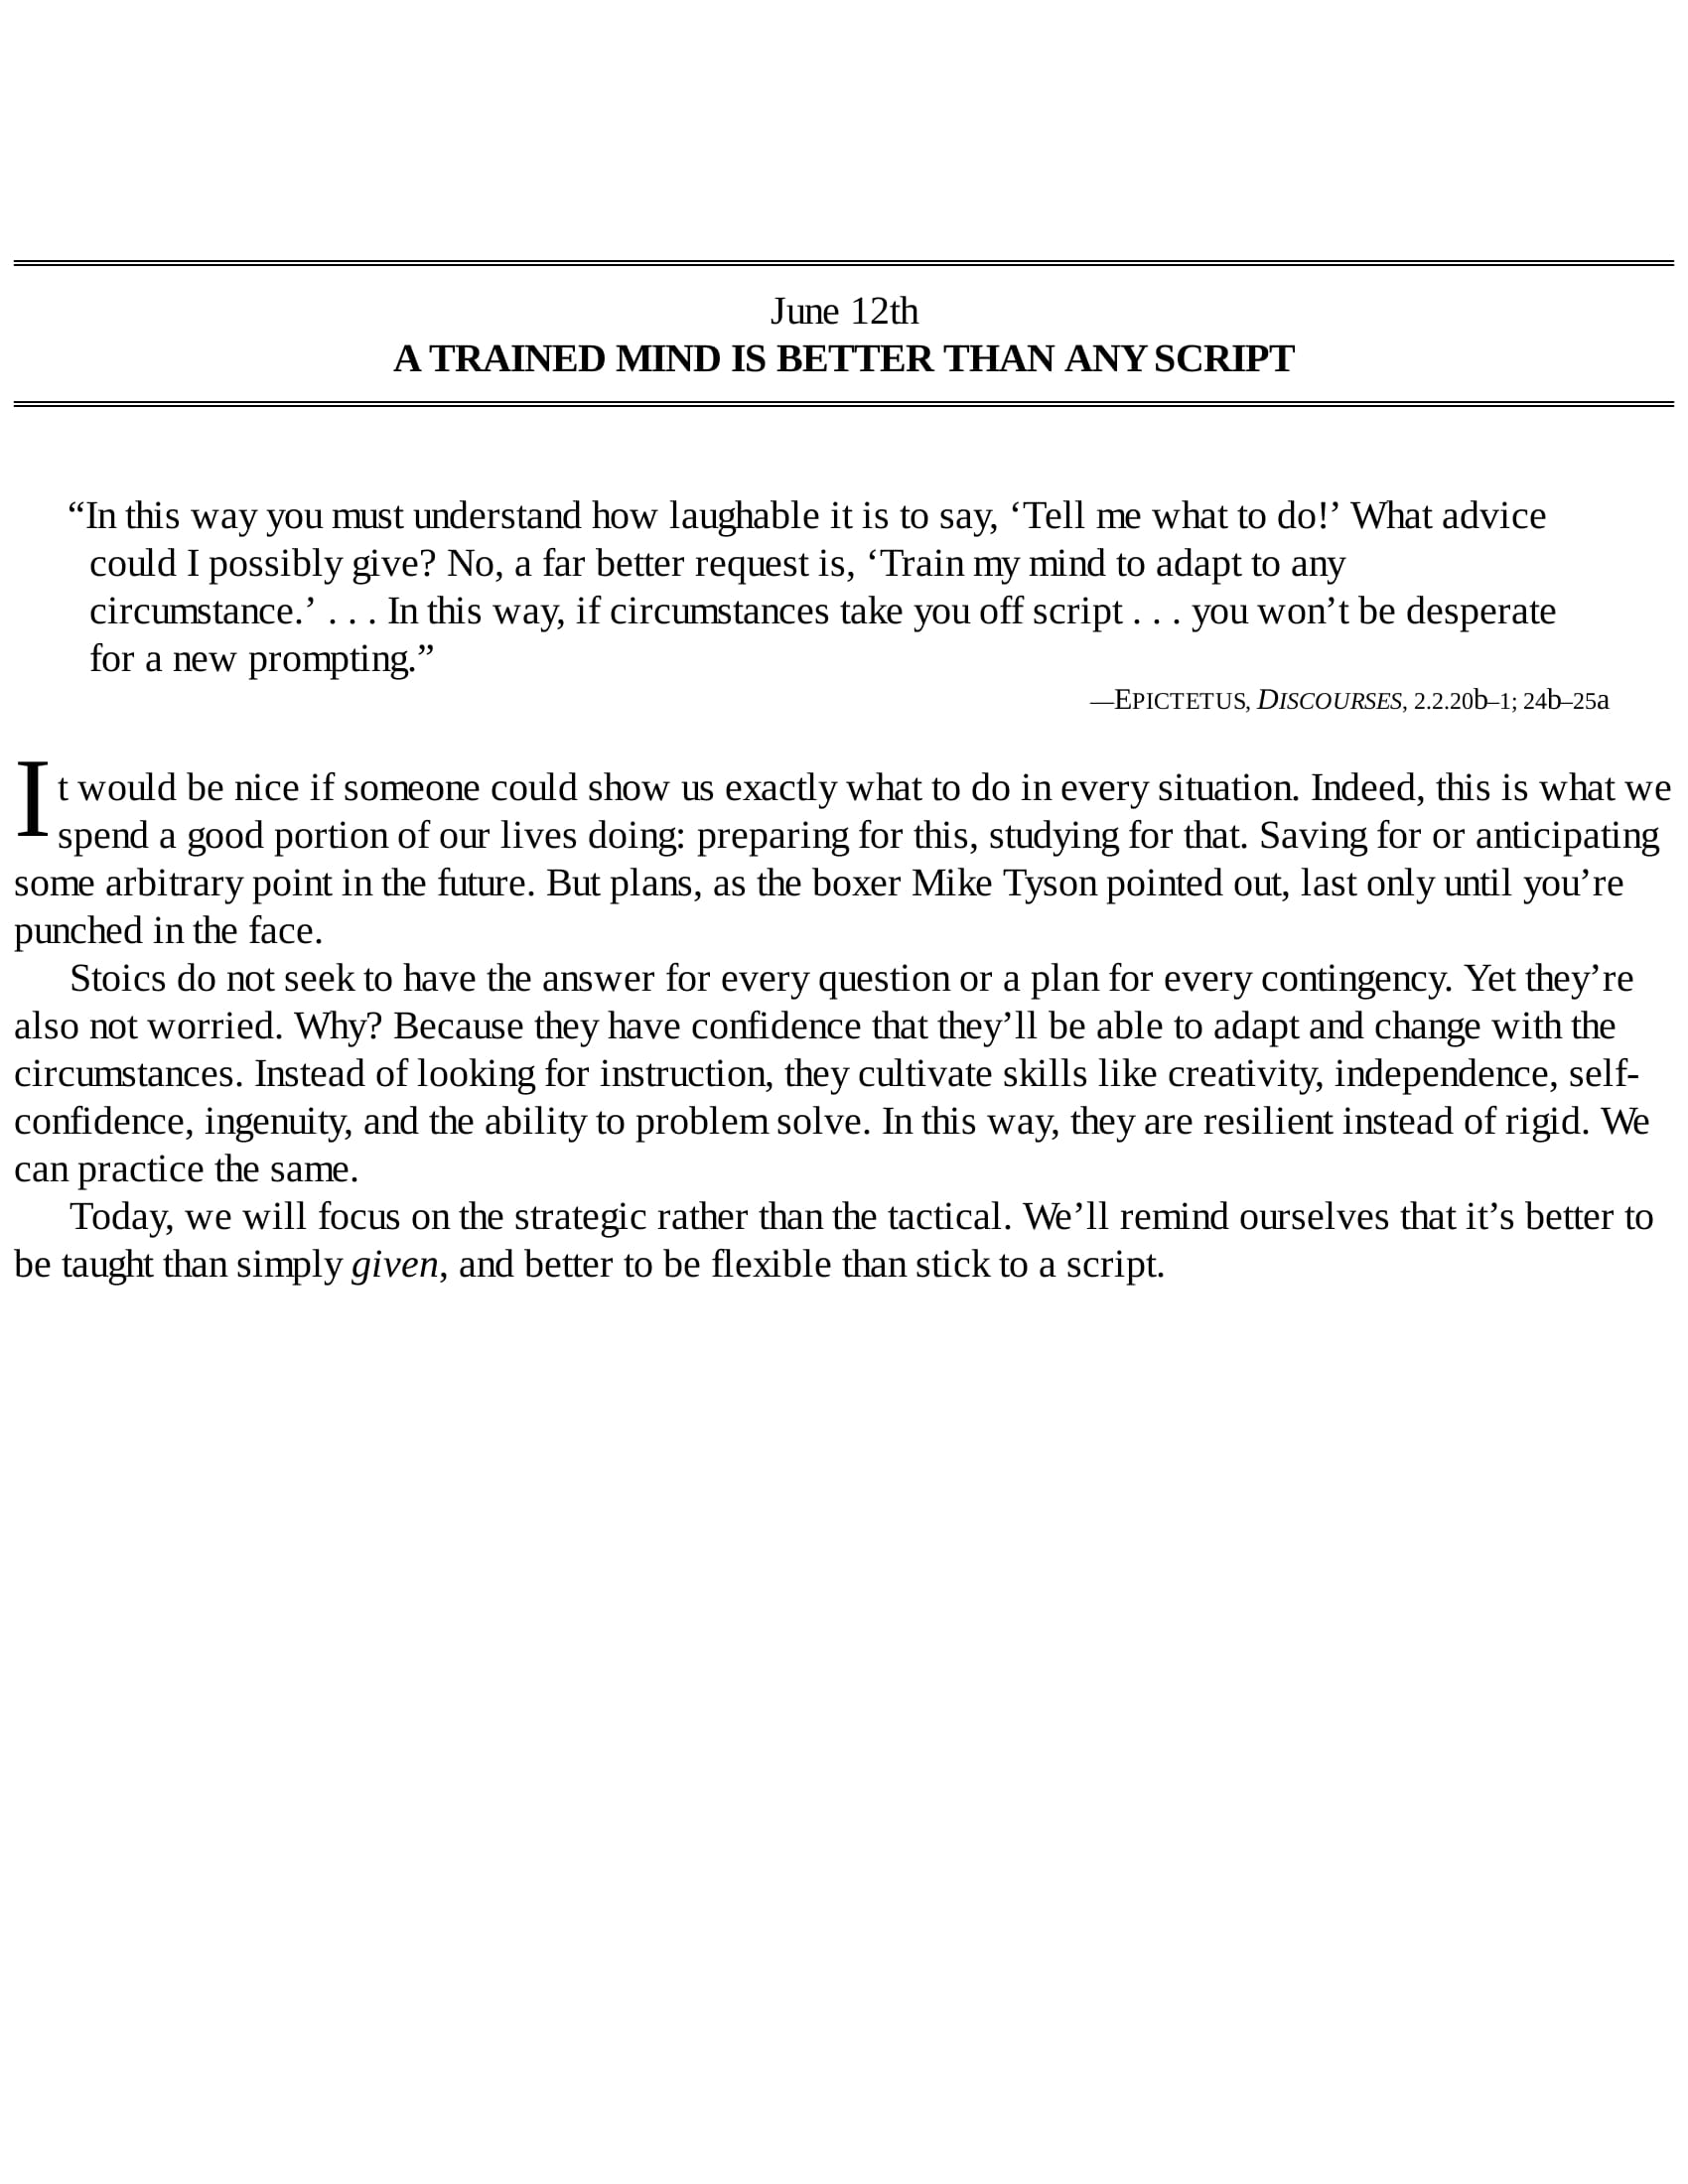 June 12th
A TRAINED MIND IS BETTER THAN ANY SCRIPT
“In this way you must understand how laughable it is to say, ‘Tell me what to do!’ What advice
could I possibly give? No, a far better request is, ‘Train my mind to adapt to any
circumstance.’ . . . In this way, if circumstances take you off script . . . you won’t be desperate
for a new prompting.”
—EPICTETUS, DISCOURSES, 2.2.20b–1; 24b–25a
It would be nice if someone could show us exactly what to do in every situation. Indeed, this is what we
spend a good portion of our lives doing: preparing for this, studying for that. Saving for or anticipating
some arbitrary point in the future. But plans, as the boxer Mike Tyson pointed out, last only until you’re
punched in the face.
Stoics do not seek to have the answer for every question or a plan for every contingency. Yet they’re
also not worried. Why? Because they have confidence that they’ll be able to adapt and change with the
circumstances. Instead of looking for instruction, they cultivate skills like creativity, independence, self-
confidence, ingenuity, and the ability to problem solve. In this way, they are resilient instead of rigid. We
can practice the same.
Today, we will focus on the strategic rather than the tactical. We’ll remind ourselves that it’s better to
be taught than simply given, and better to be flexible than stick to a script.